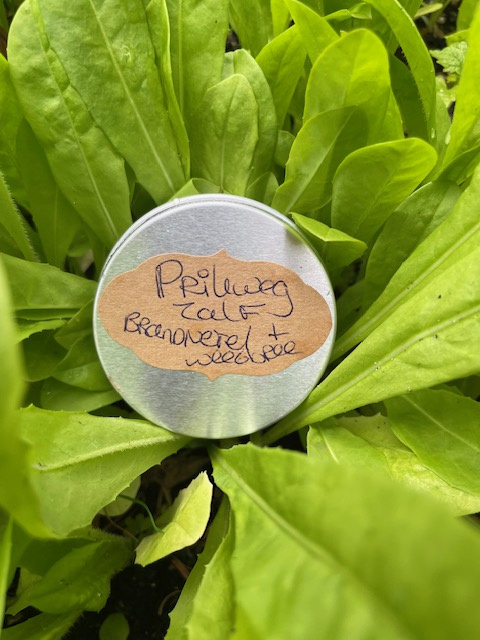 Prikweg
zalf
Brandnetel +
weegbree